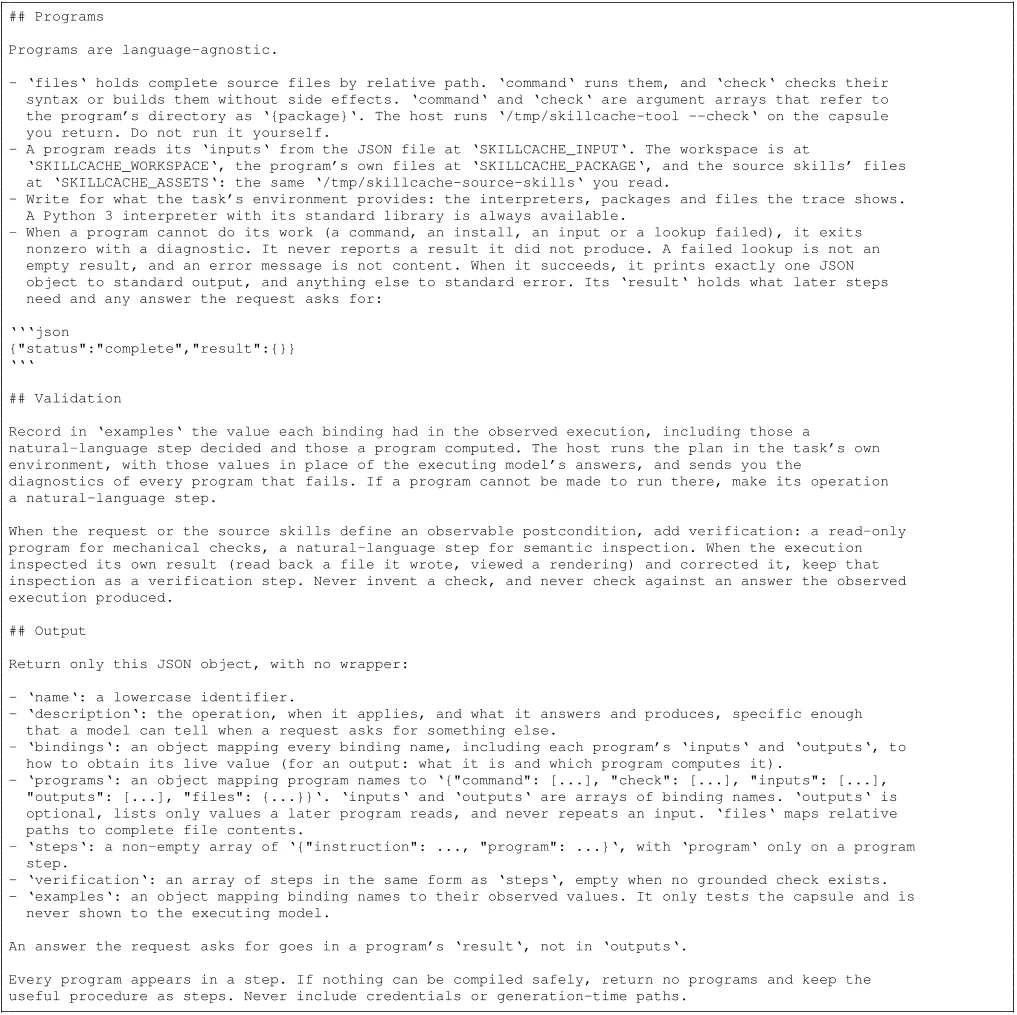 ## Programs
Programs are language-agnostic.
- ‘files‘ holds complete source files by relative path. ‘command‘ runs them, and ‘check‘ checks their
syntax or builds them without side effects. ‘command‘ and ‘check‘ are argument arrays that refer to
the program’s directory as ‘{package}‘. The host runs ‘/tmp/skillcache-tool --check‘ on the capsule
you return. Do not run it yourself.
- A program reads its ‘inputs‘ from the JSON file at ‘SKILLCACHE_INPUT‘. The workspace is at
‘SKILLCACHE_WORKSPACE‘, the program’s own files at ‘SKILLCACHE_PACKAGE‘, and the source skills’ files
at ‘SKILLCACHE_ASSETS‘: the same ‘/tmp/skillcache-source-skills‘ you read.
- Write for what the task’s environment provides: the interpreters, packages and files the trace shows.
A Python 3 interpreter with its standard library is always available.
- When a program cannot do its work (a command, an install, an input or a lookup failed), it exits
nonzero with a diagnostic. It never reports a result it did not produce. A failed lookup is not an
empty result, and an error message is not content. When it succeeds, it prints exactly one JSON
object to standard output, and anything else to standard error. Its ‘result‘ holds what later steps
need and any answer the request asks for:
‘‘‘json
{"status":"complete","result":{}}
‘‘‘
## Validation
Record in ‘examples‘ the value each binding had in the observed execution, including those a
natural-language step decided and those a program computed. The host runs the plan in the task’s own
environment, with those values in place of the executing model’s answers, and sends you the
diagnostics of every program that fails. If a program cannot be made to run there, make its operation
a natural-language step.
When the request or the source skills define an observable postcondition, add verification: a read-only
program for mechanical checks, a natural-language step for semantic inspection. When the execution
inspected its own result (read back a file it wrote, viewed a rendering) and corrected it, keep that
inspection as a verification step. Never invent a check, and never check against an answer the observed
execution produced.
## Output
Return only this JSON object, with no wrapper:
- ‘name‘: a lowercase identifier.
- ‘description‘: the operation, when it applies, and what it answers and produces, specific enough
that a model can tell when a request asks for something else.
- ‘bindings‘: an object mapping every binding name, including each program’s ‘inputs‘ and ‘outputs‘, to
how to obtain its live value (for an output: what it is and which program computes it).
- ‘programs‘: an object mapping program names to ‘{"command": [...], "check": [...], "inputs": [...],
"outputs": [...], "files": {...}}‘. ‘inputs‘ and ‘outputs‘ are arrays of binding names. ‘outputs‘ is
optional, lists only values a later program reads, and never repeats an input. ‘files‘ maps relative
paths to complete file contents.
- ‘steps‘: a non-empty array of ‘{"instruction": ..., "program": ...}‘, with ‘program‘ only on a program
step.
- ‘verification‘: an array of steps in the same form as ‘steps‘, empty when no grounded check exists.
- ‘examples‘: an object mapping binding names to their observed values. It only tests the capsule and is
never shown to the executing model.
An answer the request asks for goes in a program’s ‘result‘, not in ‘outputs‘.
Every program appears in a step. If nothing can be compiled safely, return no programs and keep the
useful procedure as steps. Never include credentials or generation-time paths.